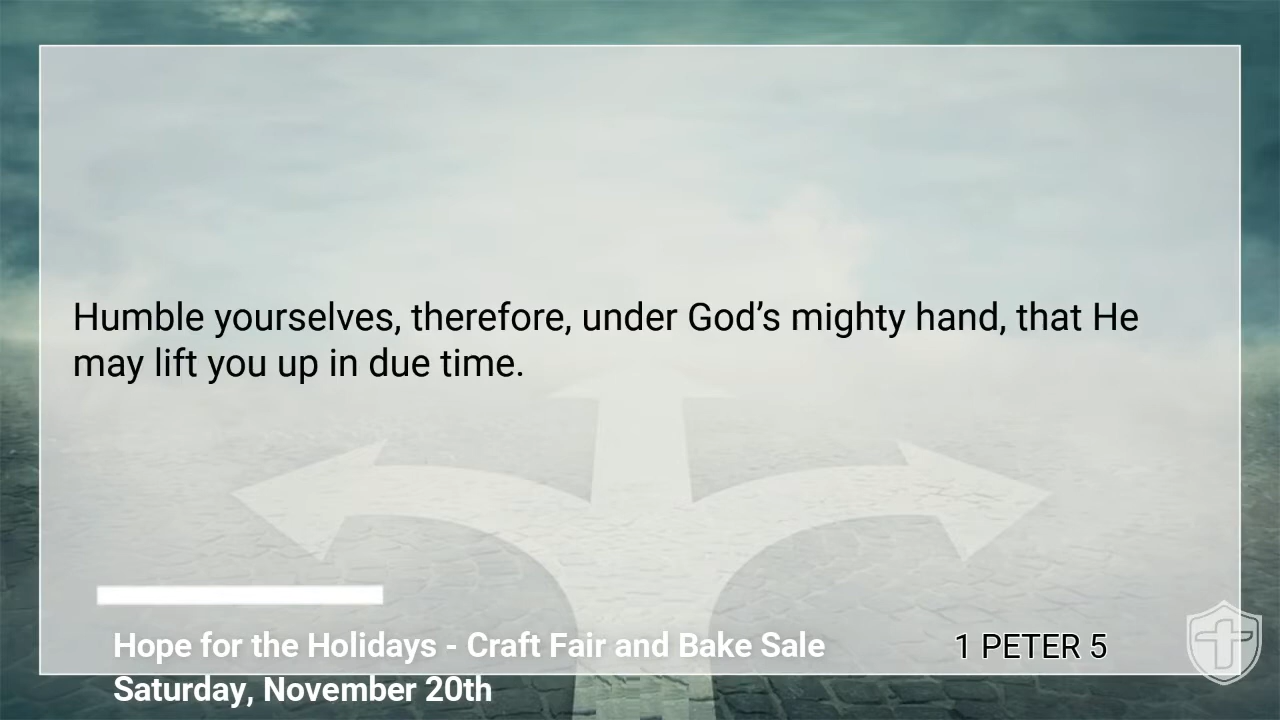 Humble yourselves, therefore, under God’s mighty hand, that He
may lift you up in due time.
Hope for the Holidays - Craft Fair and Bake Sale
Saturday, November 20th
1 PETER 5